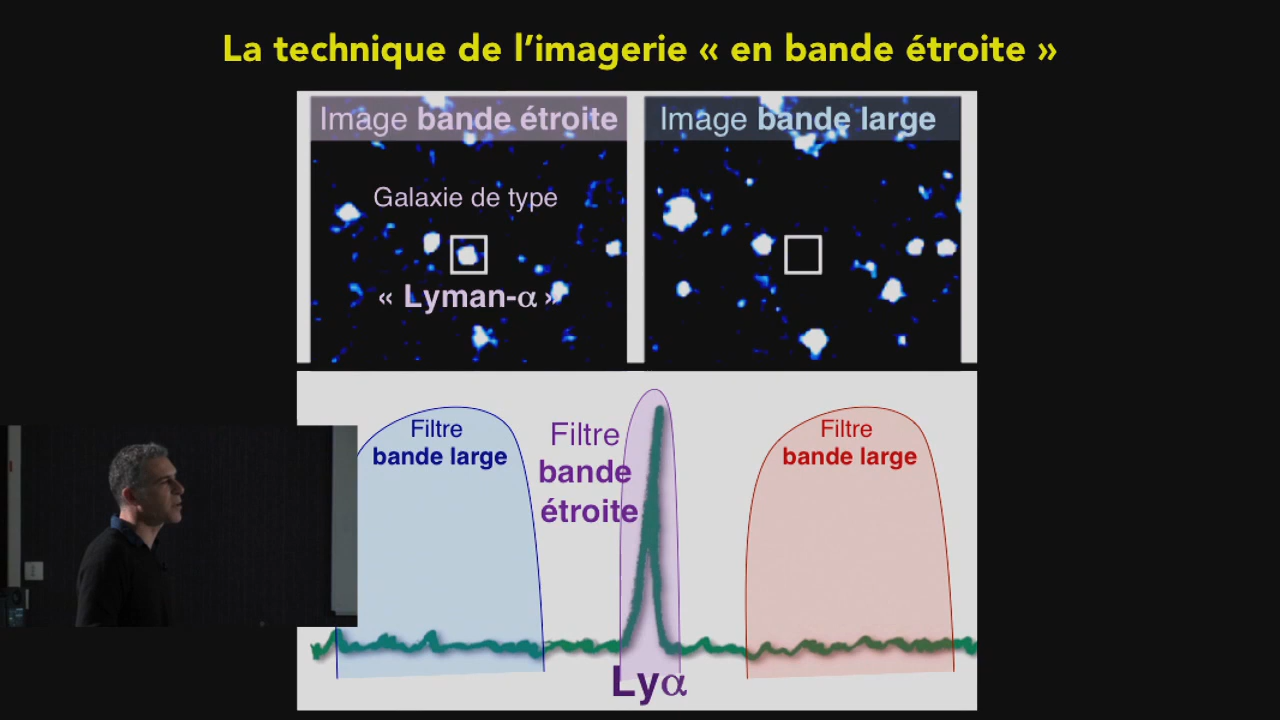 La technique de l’imagerie « en bande étroite »
Image bande étroite
Image bande large
Galaxie de type
« Lyman-α »
Filtre
bande large
Filtre
bande
étroite
Filtre
bande large
Lyα